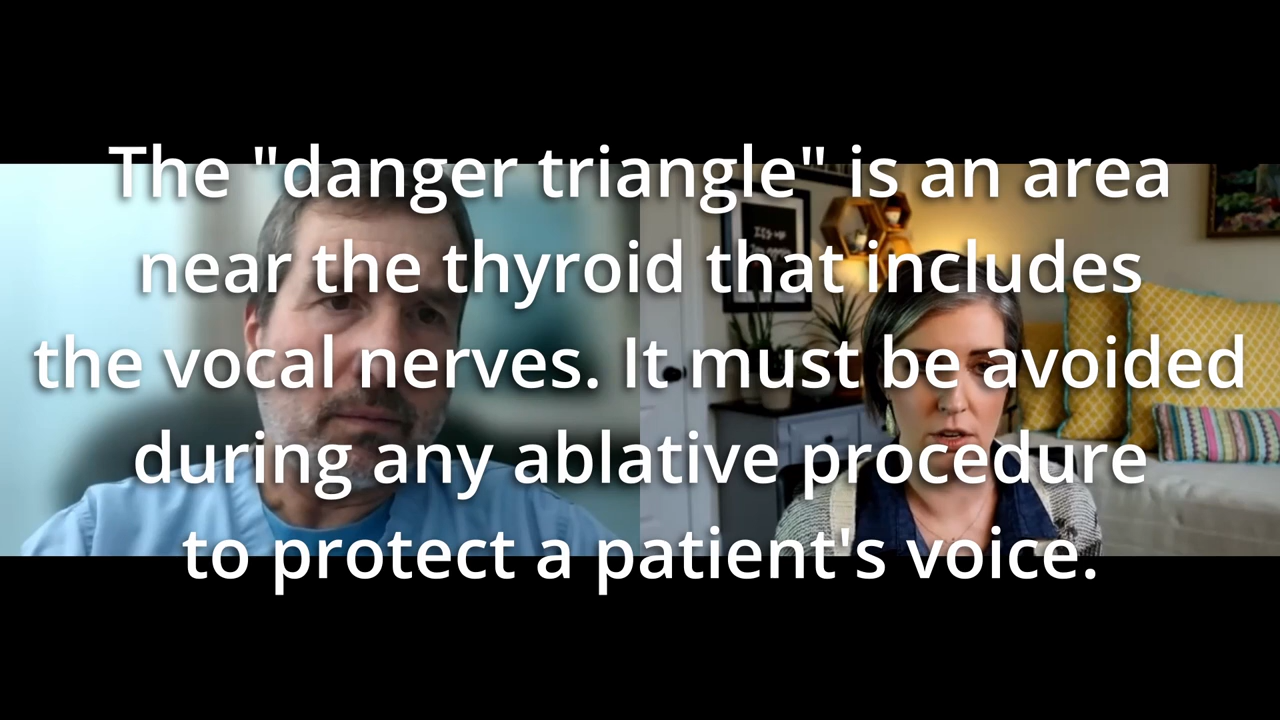 The "danger triangle" is an area
near the thyroid that includes
the vocal nerves. It must be avoided
during any ablative procedure
to protect a patient's voice.